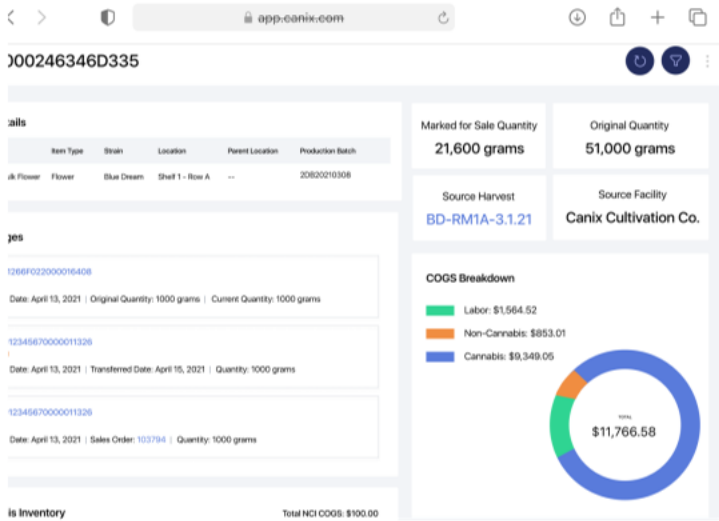 app.canix.com
000246346D335
ails
Item Type Strain Location Parent Location Production Batch
Flower Flower Blue Dream Shelf 1 - Row A -- 2DB20210308
ges
1266F022000016408
Date: April 13, 2021 | Original Quantity: 1000 grams | Current Quantity: 1000 grams
12345670000011326
Date: April 13, 2021 | Transferred Date: April 15, 2021 | Quantity: 1000 grams
12345670000011326
Date: April 13, 2021 | Sales Order: 103794 | Quantity: 1000 grams
is Inventory
Total NCI COGS: $100.00
Marked for Sale Quantity
21,600 grams
Original Quantity
51,000 grams
Source Harvest
BD-RM1A-3.1.21
Source Facility
Canix Cultivation Co.
COGS Breakdown
Labor: $1,564.52
Non-Cannabis: $853.01
Cannabis: $9,349.05
TOTAL
$11,766.58